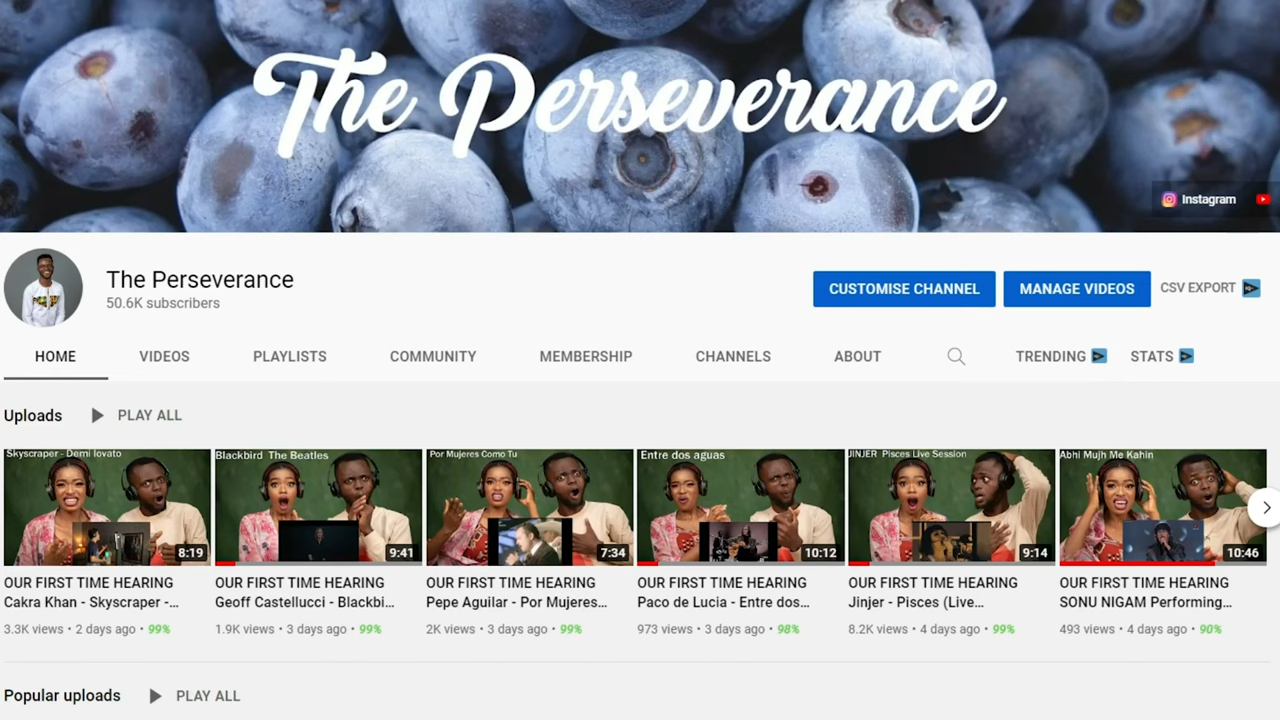 The Perseverance
Instagram
The Perseverance
50.6K subscribers
CUSTOMISE CHANNEL
MANAGE VIDEOS
CSV EXPORT
HOME
VIDEOS
PLAYLISTS
COMMUNITY
MEMBERSHIP
CHANNELS
ABOUT
TRENDING
STATS
Uploads
PLAY ALL
Skyscraper - Demi lovato
8:19
OUR FIRST TIME HEARING
Cakra Khan - Skyscraper -...
3.3K views • 2 days ago • 99%
Blackbird The Beatles
9:41
OUR FIRST TIME HEARING
Geoff Castellucci - Blackbi...
1.9K views • 3 days ago • 99%
Por Mujeres Como Tu
7:34
OUR FIRST TIME HEARING
Pepe Aguilar - Por Mujeres...
2K views • 3 days ago • 99%
Entre dos aguas
10:12
OUR FIRST TIME HEARING
Paco de Lucia - Entre dos...
973 views • 3 days ago • 98%
JINJER Pisces Live Session
9:14
OUR FIRST TIME HEARING
Jinjer - Pisces (Live...
8.2K views • 4 days ago • 99%
Abhi Mujh Me Kahin
10:46
OUR FIRST TIME HEARING
SONU NIGAM Performing...
493 views • 4 days ago • 90%
Popular uploads
PLAY ALL